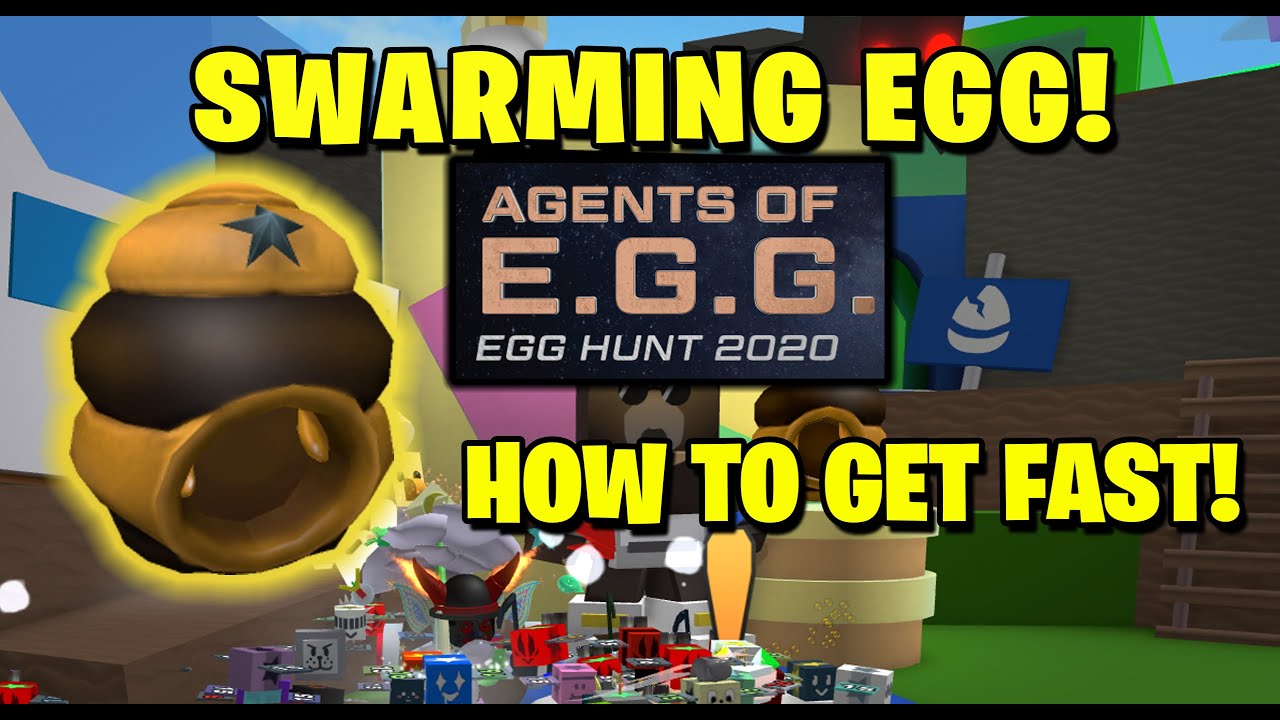 SWARMING EGG!
AGENTS OF
E.G.G.
EGG HUNT 2020
HOW TO GET FAST!